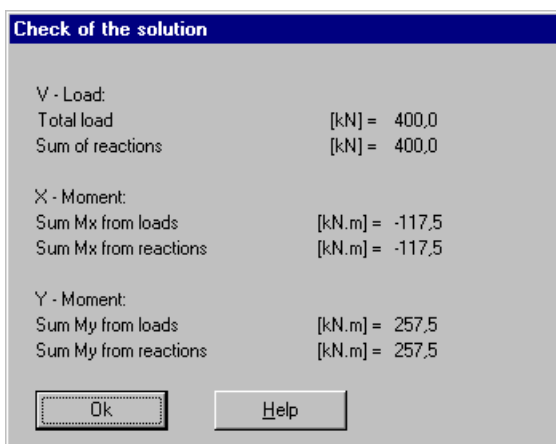 Check of the solution
V - Load:
Total load [kN] = 400,0
Sum of reactions [kN] = 400,0
X - Moment:
Sum Mx from loads [kN.m] = -117,5
Sum Mx from reactions [kN.m] = -117,5
Y - Moment:
Sum My from loads [kN.m] = 257,5
Sum My from reactions [kN.m] = 257,5
Ok Help